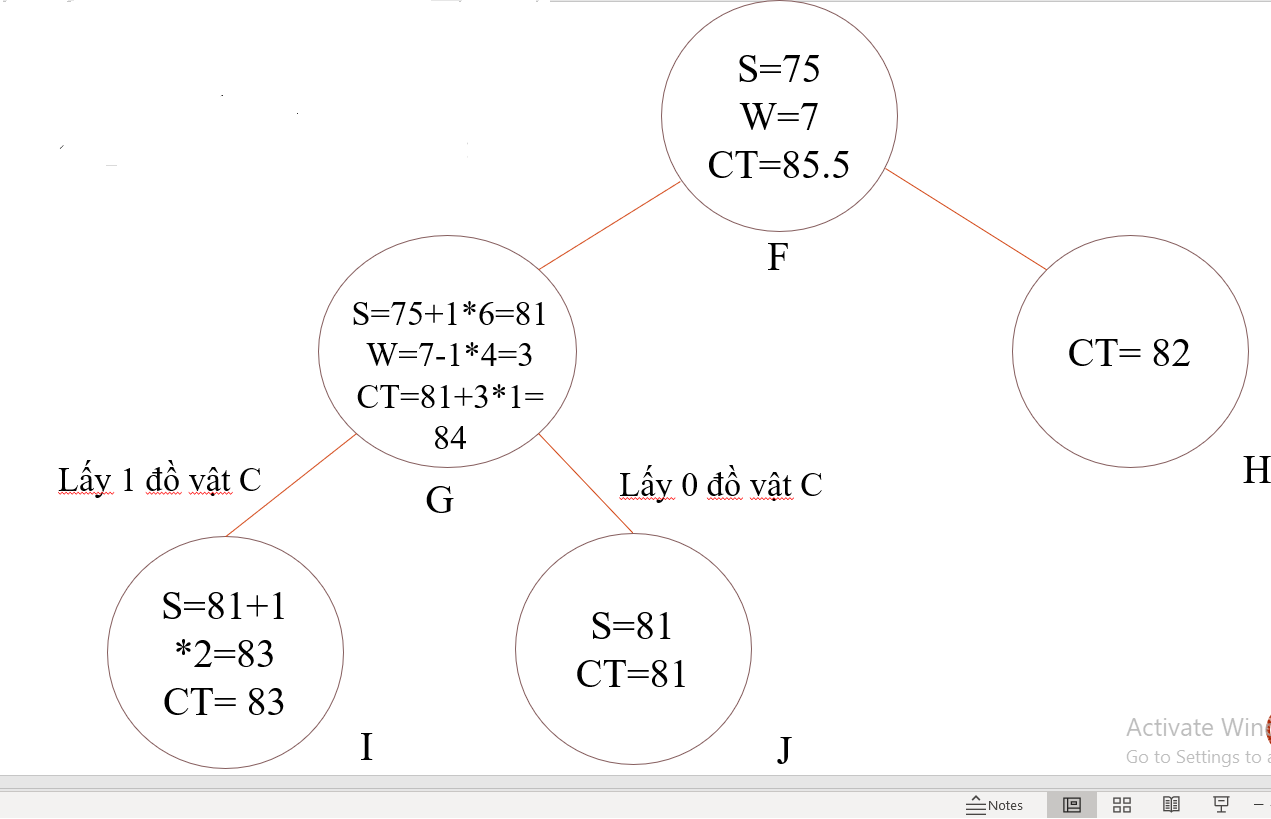 S=75
W=7
CT=85.5
F
S=75+1*6=81
W=7-1*4=3
CT=81+3*1=
84
G
CT= 82
H
Lấy 1 đồ vật C
Lấy 0 đồ vật C
S=81+1
*2=83
CT= 83
I
S=81
CT=81
J
Activate Win
Go to Settings to a
Notes